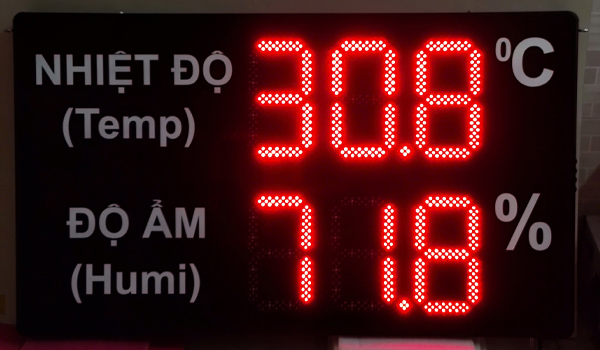 NHIỆT ĐỘ 30.8 ⁰C
(Temp)
ĐỘ ẨM 71.8 %
(Humi)